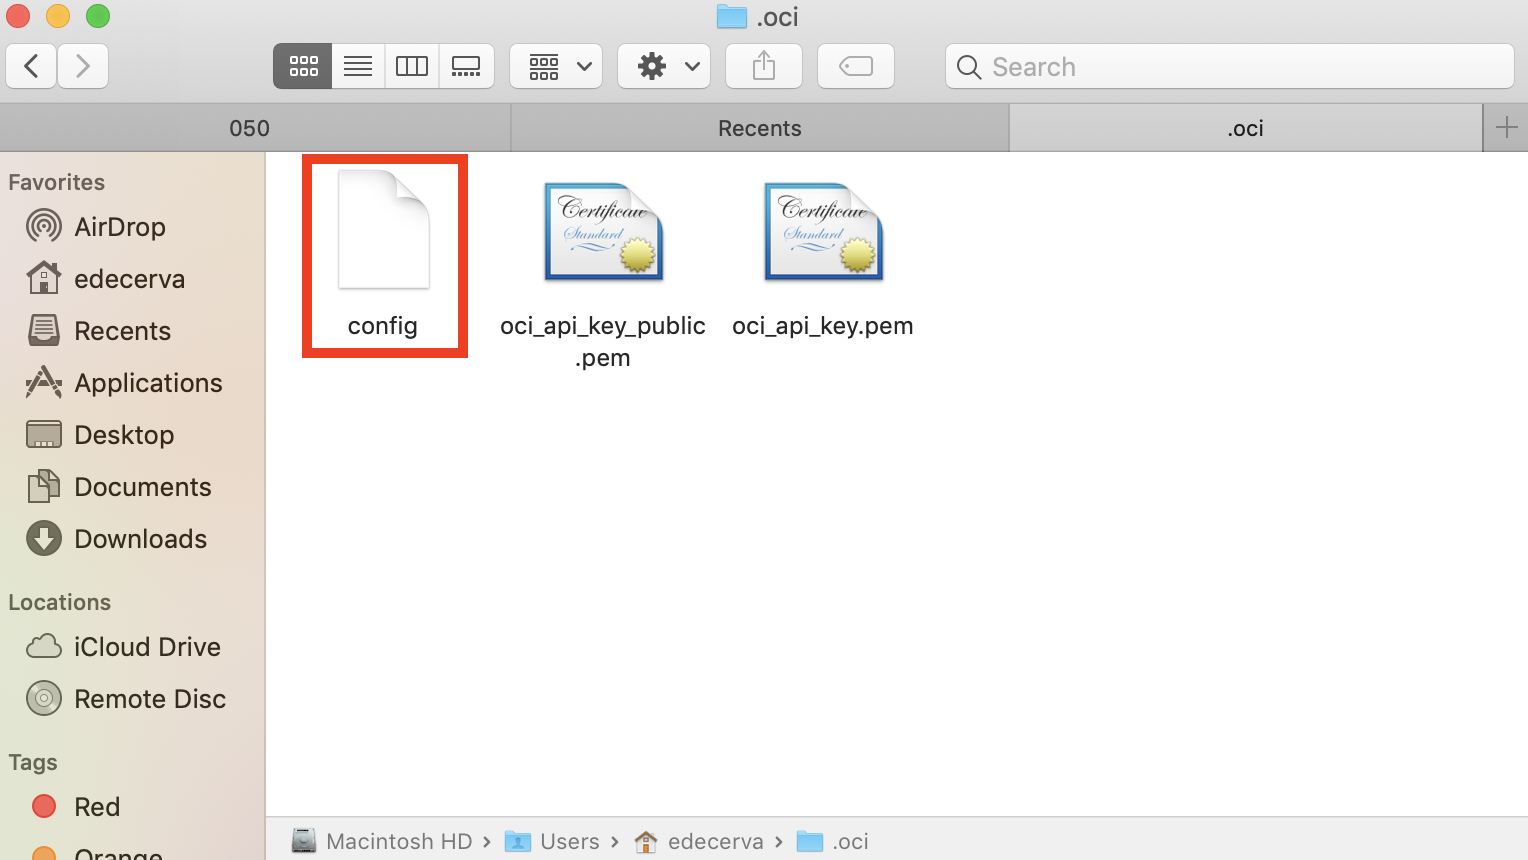 .oci
Search
050
Recents
.oci
Favorites
AirDrop
edecerva
Recents
Applications
Desktop
Documents
Downloads
Locations
iCloud Drive
Remote Disc
Tags
Red
Orange
Certificate
Standard
Certificate
Standard
config
oci_api_key_public
.pem
oci_api_key.pem
Macintosh HD › Users › edecerva › .oci